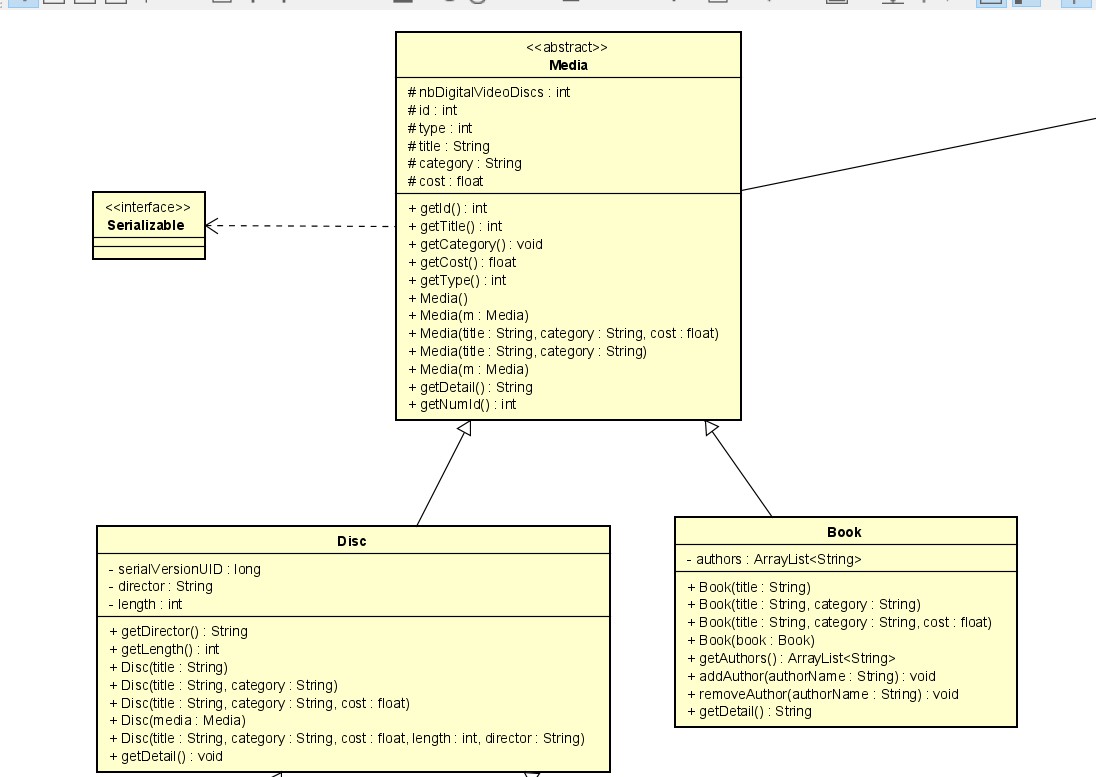 <<abstract>>
Media
# nbDigitalVideoDiscs : int
# id : int
# type : int
# title : String
# category : String
# cost : float
+ getId() : int
+ getTitle() : int
+ getCategory() : void
+ getCost() : float
+ getType() : int
+ Media()
+ Media(m : Media)
+ Media(title : String, category : String, cost : float)
+ Media(title : String, category : String)
+ Media(m : Media)
+ getDetail() : String
+ getNumId() : int
<<interface>>
Serializable
Disc
- serialVersionUID : long
- director : String
- length : int
+ getDirector() : String
+ getLength() : int
+ Disc(title : String)
+ Disc(title : String, category : String)
+ Disc(title : String, category : String, cost : float)
+ Disc(media : Media)
+ Disc(title : String, category : String, cost : float, length : int, director : String)
+ getDetail() : void
Book
- authors : ArrayList<String>
+ Book(title : String)
+ Book(title : String, category : String)
+ Book(title : String, category : String, cost : float)
+ Book(book : Book)
+ getAuthors() : ArrayList<String>
+ addAuthor(authorName : String) : void
+ removeAuthor(authorName : String) : void
+ getDetail() : String